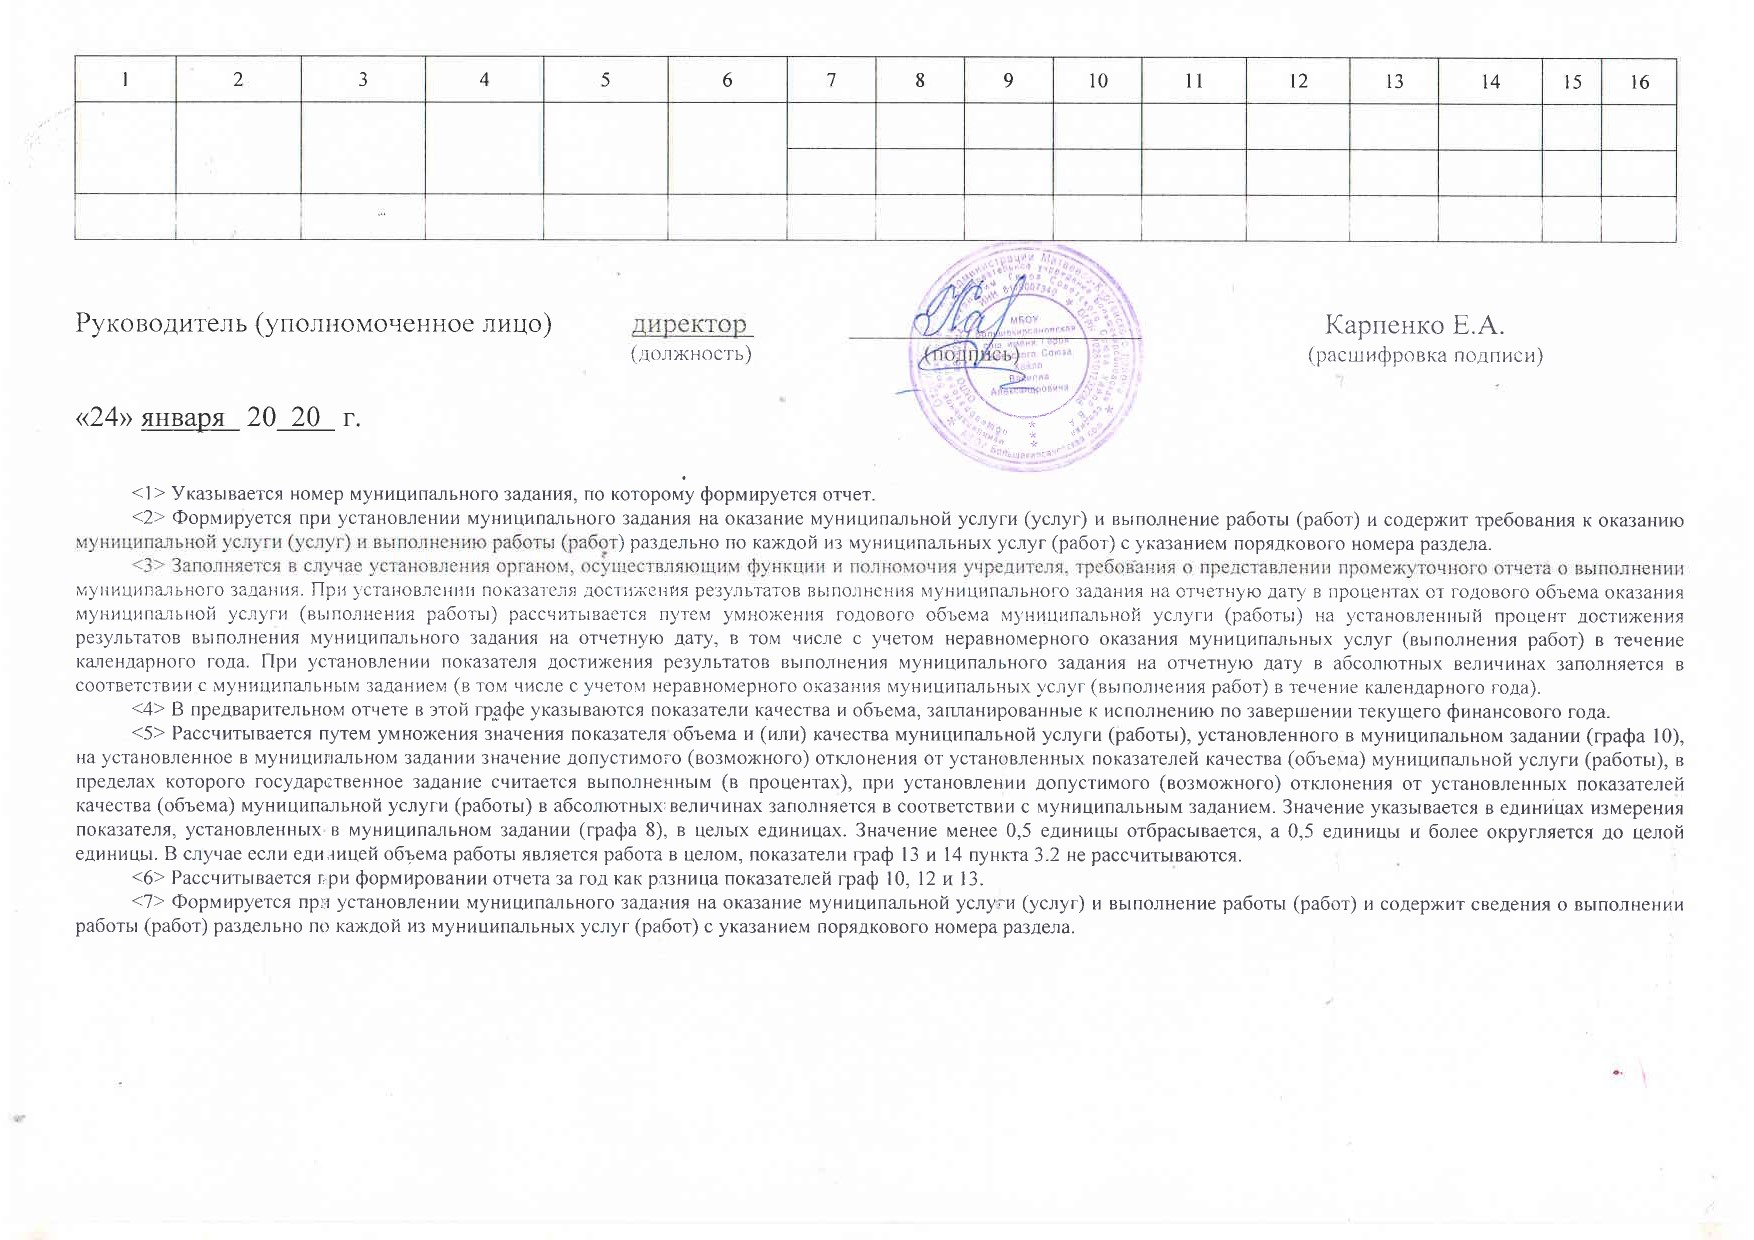 1 2 3 4 5 6 7 8 9 10 11 12 13 14 15 16
Руководитель (уполномоченное лицо) директор Карпенко Е.А.
(должность) (подпись) (расшифровка подписи)
МБОУ
Александровича
«24» января 20 20 г.
<1> Указывается номер муниципального задания, по которому формируется отчет.
<2> Формируется при установлении муниципального задания на оказание муниципальной услуги (услуг) и выполнение работы (работ) и содержит требования к оказанию
муниципальной услуги (услуг) и выполнению работы (работ) раздельно по каждой из муниципальных услуг (работ) с указанием порядкового номера раздела.
<3> Заполняется в случае установления органом, осуществляющим функции и полномочия учредителя, требования о представлении промежуточного отчета о выполнении
муниципального задания. При установлении показателя достижения результатов выполнения муниципального задания на отчетную дату в процентах от годового объема оказания
муниципальной услуги (выполнения работы) рассчитывается путем умножения годового объема муниципальной услуги (работы) на установленный процент достижения
результатов выполнения муниципального задания на отчетную дату, в том числе с учетом неравномерного оказания муниципальных услуг (выполнения работ) в течение
календарного года. При установлении показателя достижения результатов выполнения муниципального задания на отчетную дату в абсолютных величинах заполняется в
соответствии с муниципальным заданием (в том числе с учетом неравномерного оказания муниципальных услуг (выполнения работ) в течение календарного года).
<4> В предварительном отчете в этой графе указываются показатели качества и объема, запланированные к исполнению по завершении текущего финансового года.
<5> Рассчитывается путем умножения значения показателя объема и (или) качества муниципальной услуги (работы), установленного в муниципальном задании (графа 10),
на установленное в муниципальном задании значение допустимого (возможного) отклонения от установленных показателей качества (объема) муниципальной услуги (работы), в
пределах которого государственное задание считается выполненным (в процентах), при установлении допустимого (возможного) отклонения от установленных показателей
качества (объема) муниципальной услуги (работы) в абсолютных величинах заполняется в соответствии с муниципальным заданием. Значение указывается в единицах измерения
показателя, установленных в муниципальном задании (графа 8), в целых единицах. Значение менее 0,5 единицы отбрасывается, а 0,5 единицы и более округляется до целой
единицы. В случае если единицей объема работы является работа в целом, показатели граф 13 и 14 пункта 3.2 не рассчитываются.
<6> Рассчитывается при формировании отчета за год как разница показателей граф 10, 12 и 13.
<7> Формируется при установлении муниципального задания на оказание муниципальной услуги (услуг) и выполнение работы (работ) и содержит сведения о выполнении
работы (работ) раздельно по каждой из муниципальных услуг (работ) с указанием порядкового номера раздела.